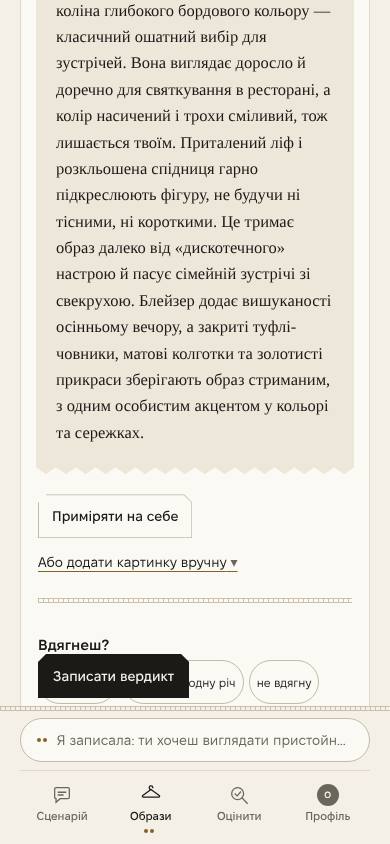 коліна глибокого бордового кольору —
класичний ошатний вибір для
зустрічей. Вона виглядає доросло й
доречно для святкування в ресторані, а
колір насичений і трохи сміливий, тож
лишається твоїм. Приталений ліф і
розкльошена спідниця гарно
підкреслюють фігуру, не будучи ні
тісними, ні короткими. Це тримає
образ далеко від «дискотечного»
настрою й пасує сімейній зустрічі зі
свекрухою. Блейзер додає вишуканості
осінньому вечору, а закриті туфлі-
човники, матові колготки та золотисті
прикраси зберігають образ стриманим,
з одним особистим акцентом у кольорі
та сережках.
Приміряти на себе
Або додати картинку вручну ▾
Вдягнеш?
Записати вердикт
одну річ
не вдягну
Я записала: ти хочеш виглядати пристойн...
Сценарій
Образи
Оцінити
О
Профіль